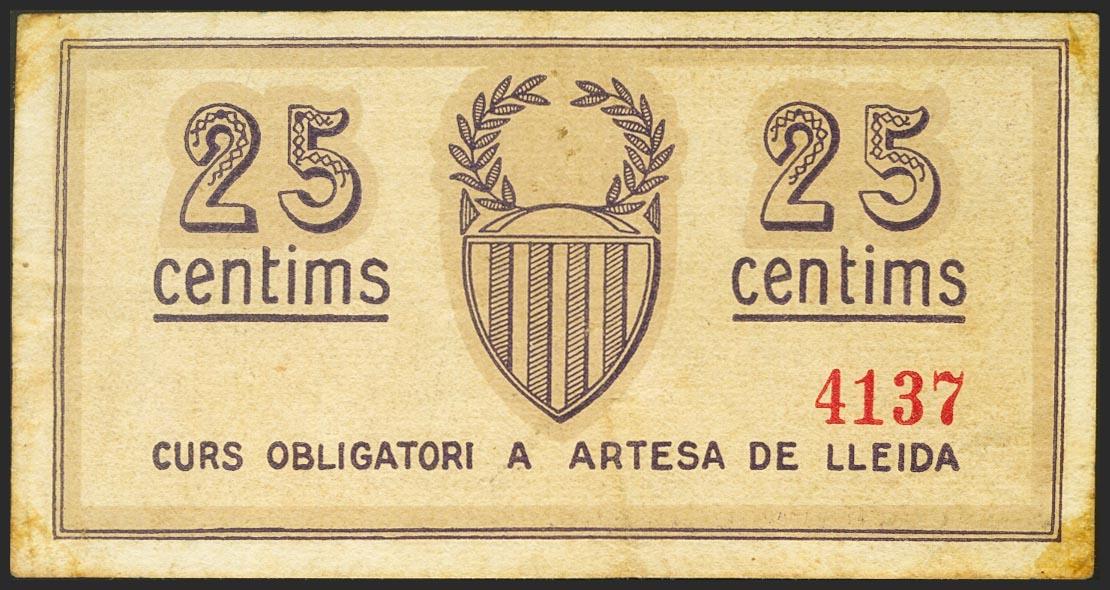 25 25
centims centims
4137
CURS OBLIGATORI A ARTESA DE LLEIDA